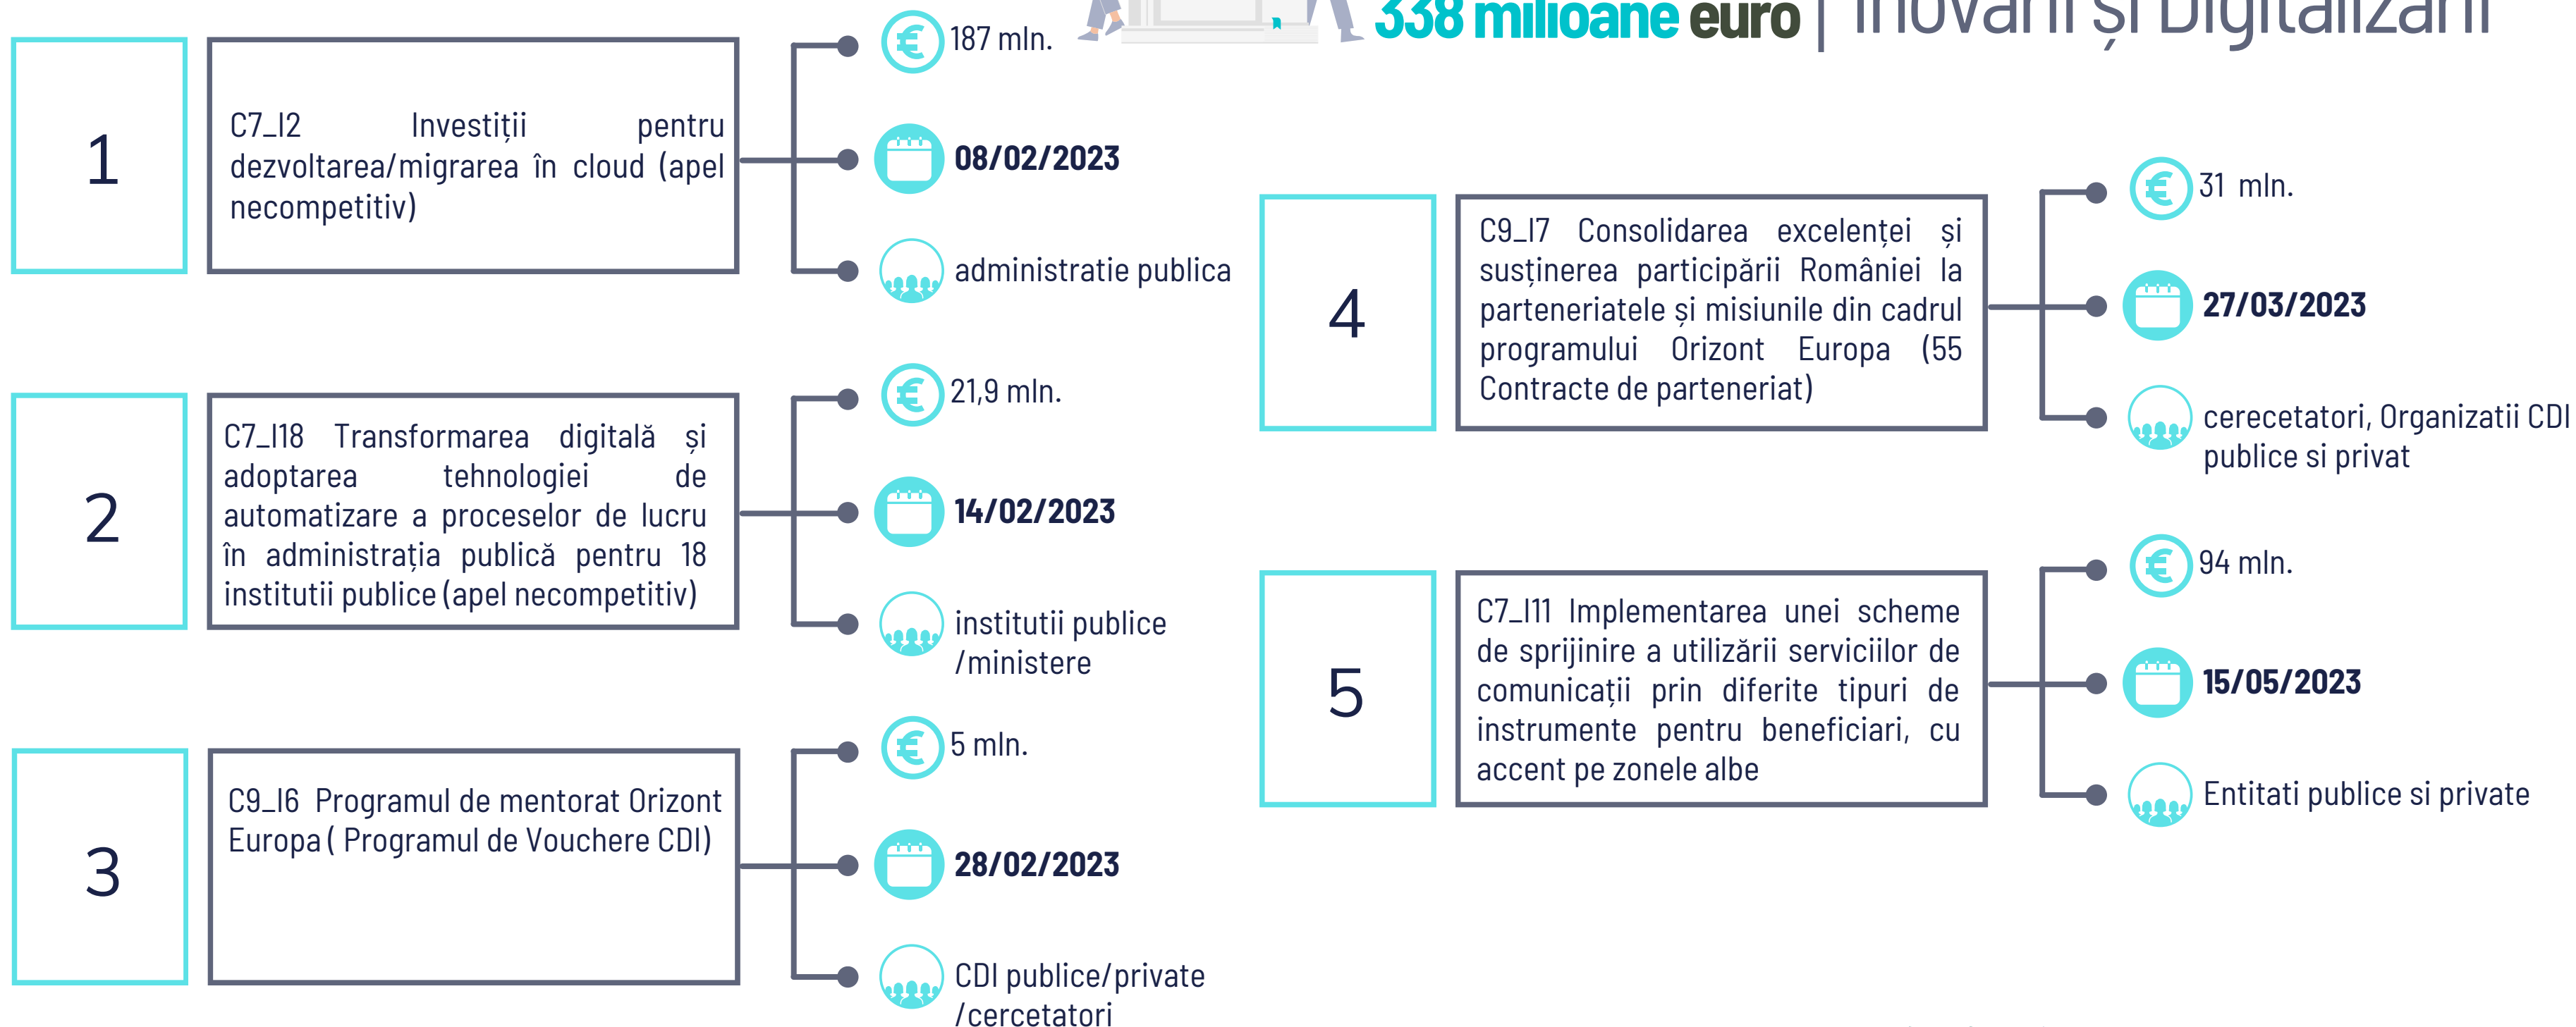 338 milioane euro | Inovării și Digitalizării
1
C7_I2 Investiții pentru
dezvoltarea/migrarea în cloud (apel
necompetitiv)
187 mln.
08/02/2023
administratie publica
2
C7_I18 Transformarea digitală și
adoptarea tehnologiei de
automatizare a proceselor de lucru
în administrația publică pentru 18
institutii publice (apel necompetitiv)
21,9 mln.
14/02/2023
institutii publice
/ministere
3
C9_I6 Programul de mentorat Orizont
Europa ( Programul de Vouchere CDI)
5 mln.
28/02/2023
CDI publice/private
/cercetatori
4
C9_I7 Consolidarea excelenței și
susținerea participării României la
parteneriatele și misiunile din cadrul
programului Orizont Europa (55
Contracte de parteneriat)
31 mln.
27/03/2023
cerecetatori, Organizatii CDI
publice si privat
5
C7_I11 Implementarea unei scheme
de sprijinire a utilizării serviciilor de
comunicații prin diferite tipuri de
instrumente pentru beneficiari, cu
accent pe zonele albe
94 mln.
15/05/2023
Entitati publice si private